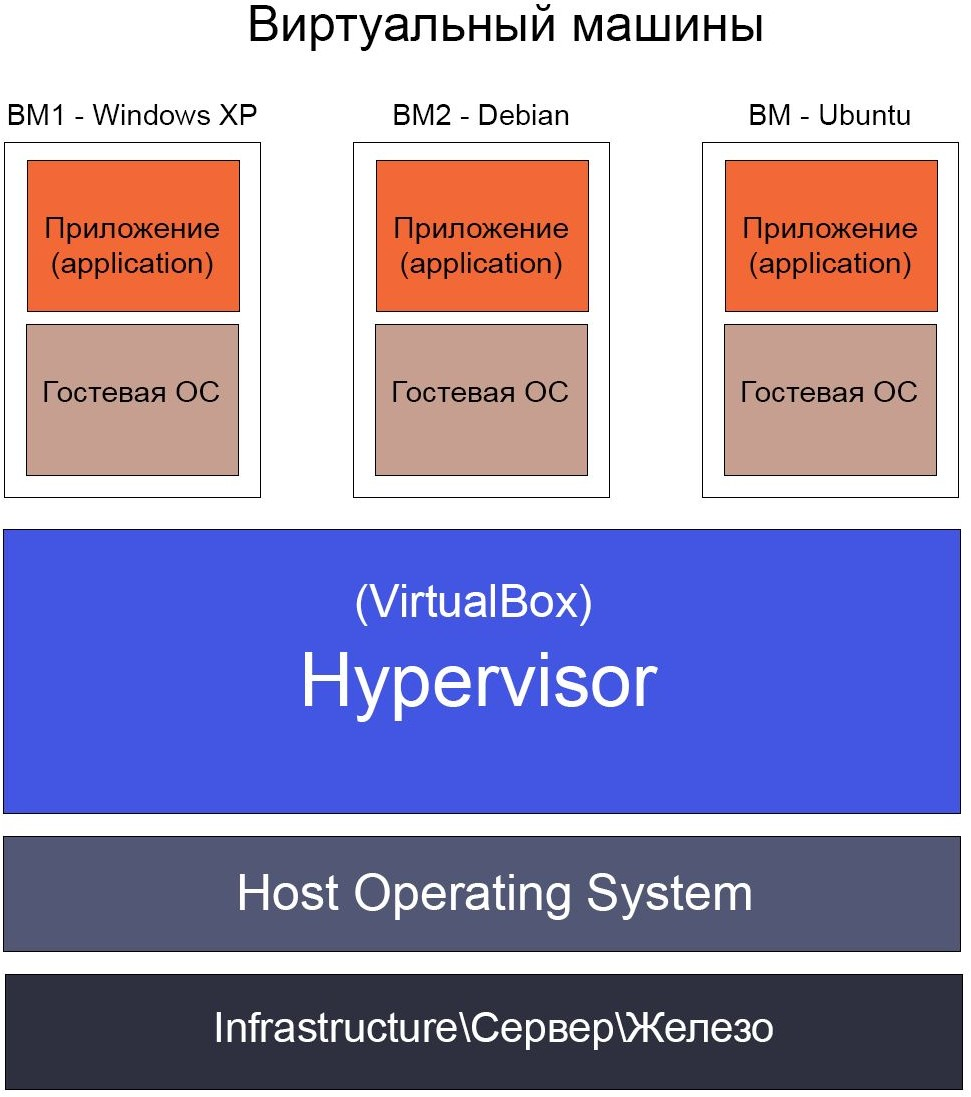 Виртуальный машины
ВМ1 - Windows XP
ВМ2 - Debian
ВМ - Ubuntu
Приложение
(application)
Приложение
(application)
Приложение
(application)
Гостевая ОС
Гостевая ОС
Гостевая ОС
(VirtualBox)
Hypervisor
Host Operating System
Infrastructure\Сервер\Железо